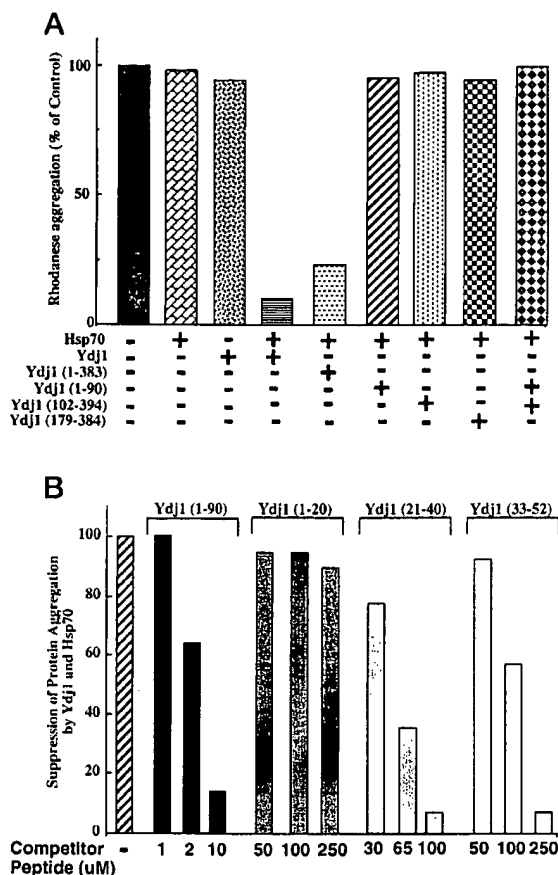 A
Rhodanese aggregation (% of Control)
100
50
0
Hsp70 - + - + + + + + +
Ydj1 - - + + - - - - -
Ydj1 (1-383) - - - - + - - - -
Ydj1 (1-90) - - - - - + - - +
Ydj1 (102-394) - - - - - - + - +
Ydj1 (179-384) - - - - - - - + -
B
Ydj1 (1-90) Ydj1 (1-20) Ydj1 (21-40) Ydj1 (33-52)
Suppression of Protein Aggregation
by Ydj1 and Hsp70
100
80
60
40
20
0
Competitor - 1 2 10 50 100 250 30 65 100 50 100 250
Peptide (uM)